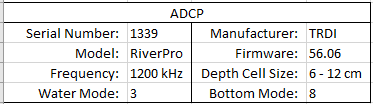 ADCP
Serial Number: 1339 Manufacturer: TRDI
Model: RiverPro Firmware: 56.06
Frequency: 1200 kHz Depth Cell Size: 6 - 12 cm
Water Mode: 3 Bottom Mode: 8